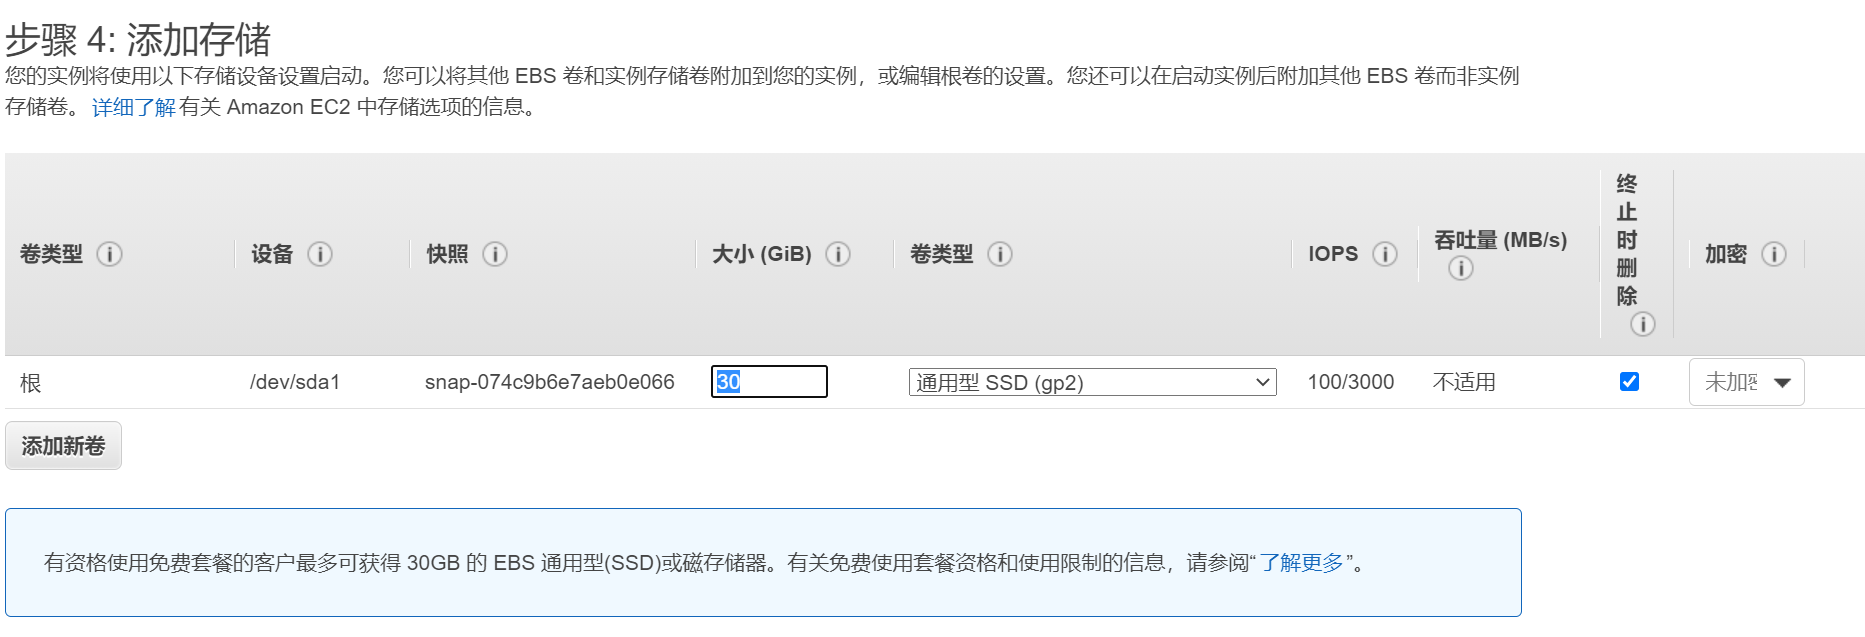 步骤 4: 添加存储
您的实例将使用以下存储设备设置启动。您可以将其他 EBS 卷和实例存储卷附加到您的实例，或编辑根卷的设置。您还可以在启动实例后附加其他 EBS 卷而非实例
存储卷。 详细了解 有关 Amazon EC2 中存储选项的信息。
卷类型 设备 快照 大小 (GiB) 卷类型 IOPS 吞吐量 (MB/s) 终止时删除 加密
根 /dev/sda1 snap-074c9b6e7aeb0e066 30 通用型 SSD (gp2) 100/3000 不适用 未加密
添加新卷
有资格使用免费套餐的客户最多可获得 30GB 的 EBS 通用型(SSD)或磁存储器。有关免费使用套餐资格和使用限制的信息，请参阅“了解更多”。